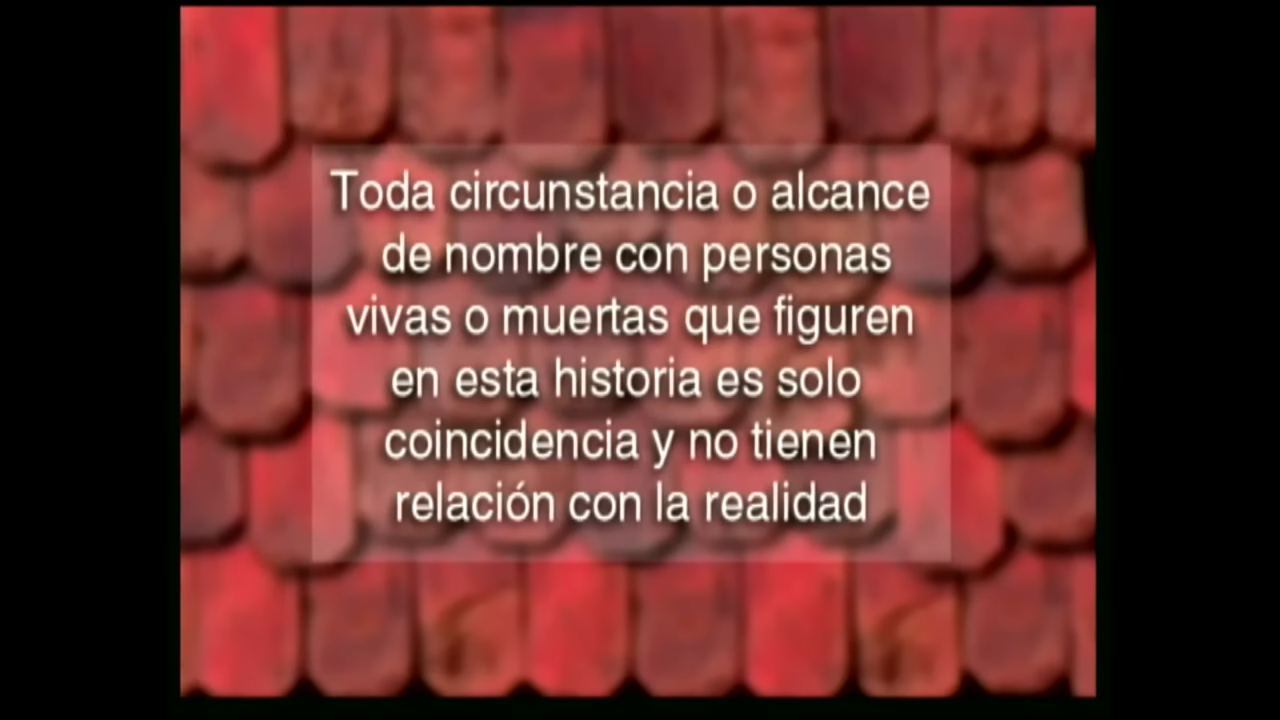 Toda circunstancia o alcance
de nombre con personas
vivas o muertas que figuren
en esta historia es solo
coincidencia y no tienen
relación con la realidad